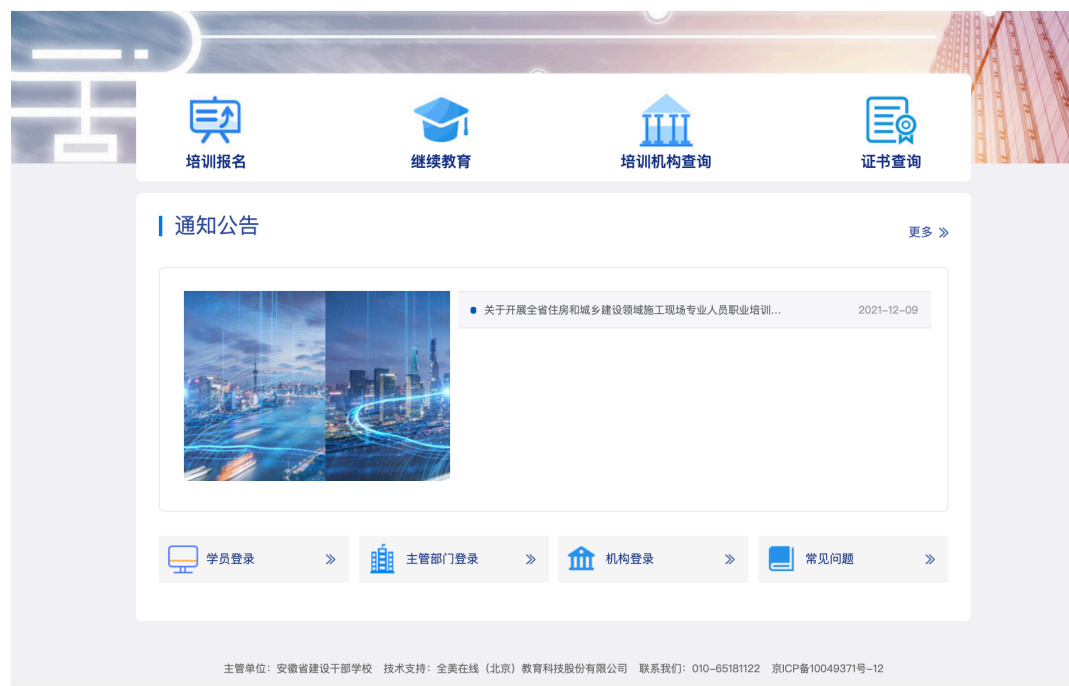 培训报名
继续教育
培训机构查询
证书查询
通知公告
更多
关于开展全省住房和城乡建设领域施工现场专业人员职业培训...
2021-12-09
学员登录
主管部门登录
机构登录
常见问题
主管单位：安徽省建设干部学校 技术支持：全美在线（北京）教育科技股份有限公司 联系我们：010-65181122 京ICP备10049371号-12